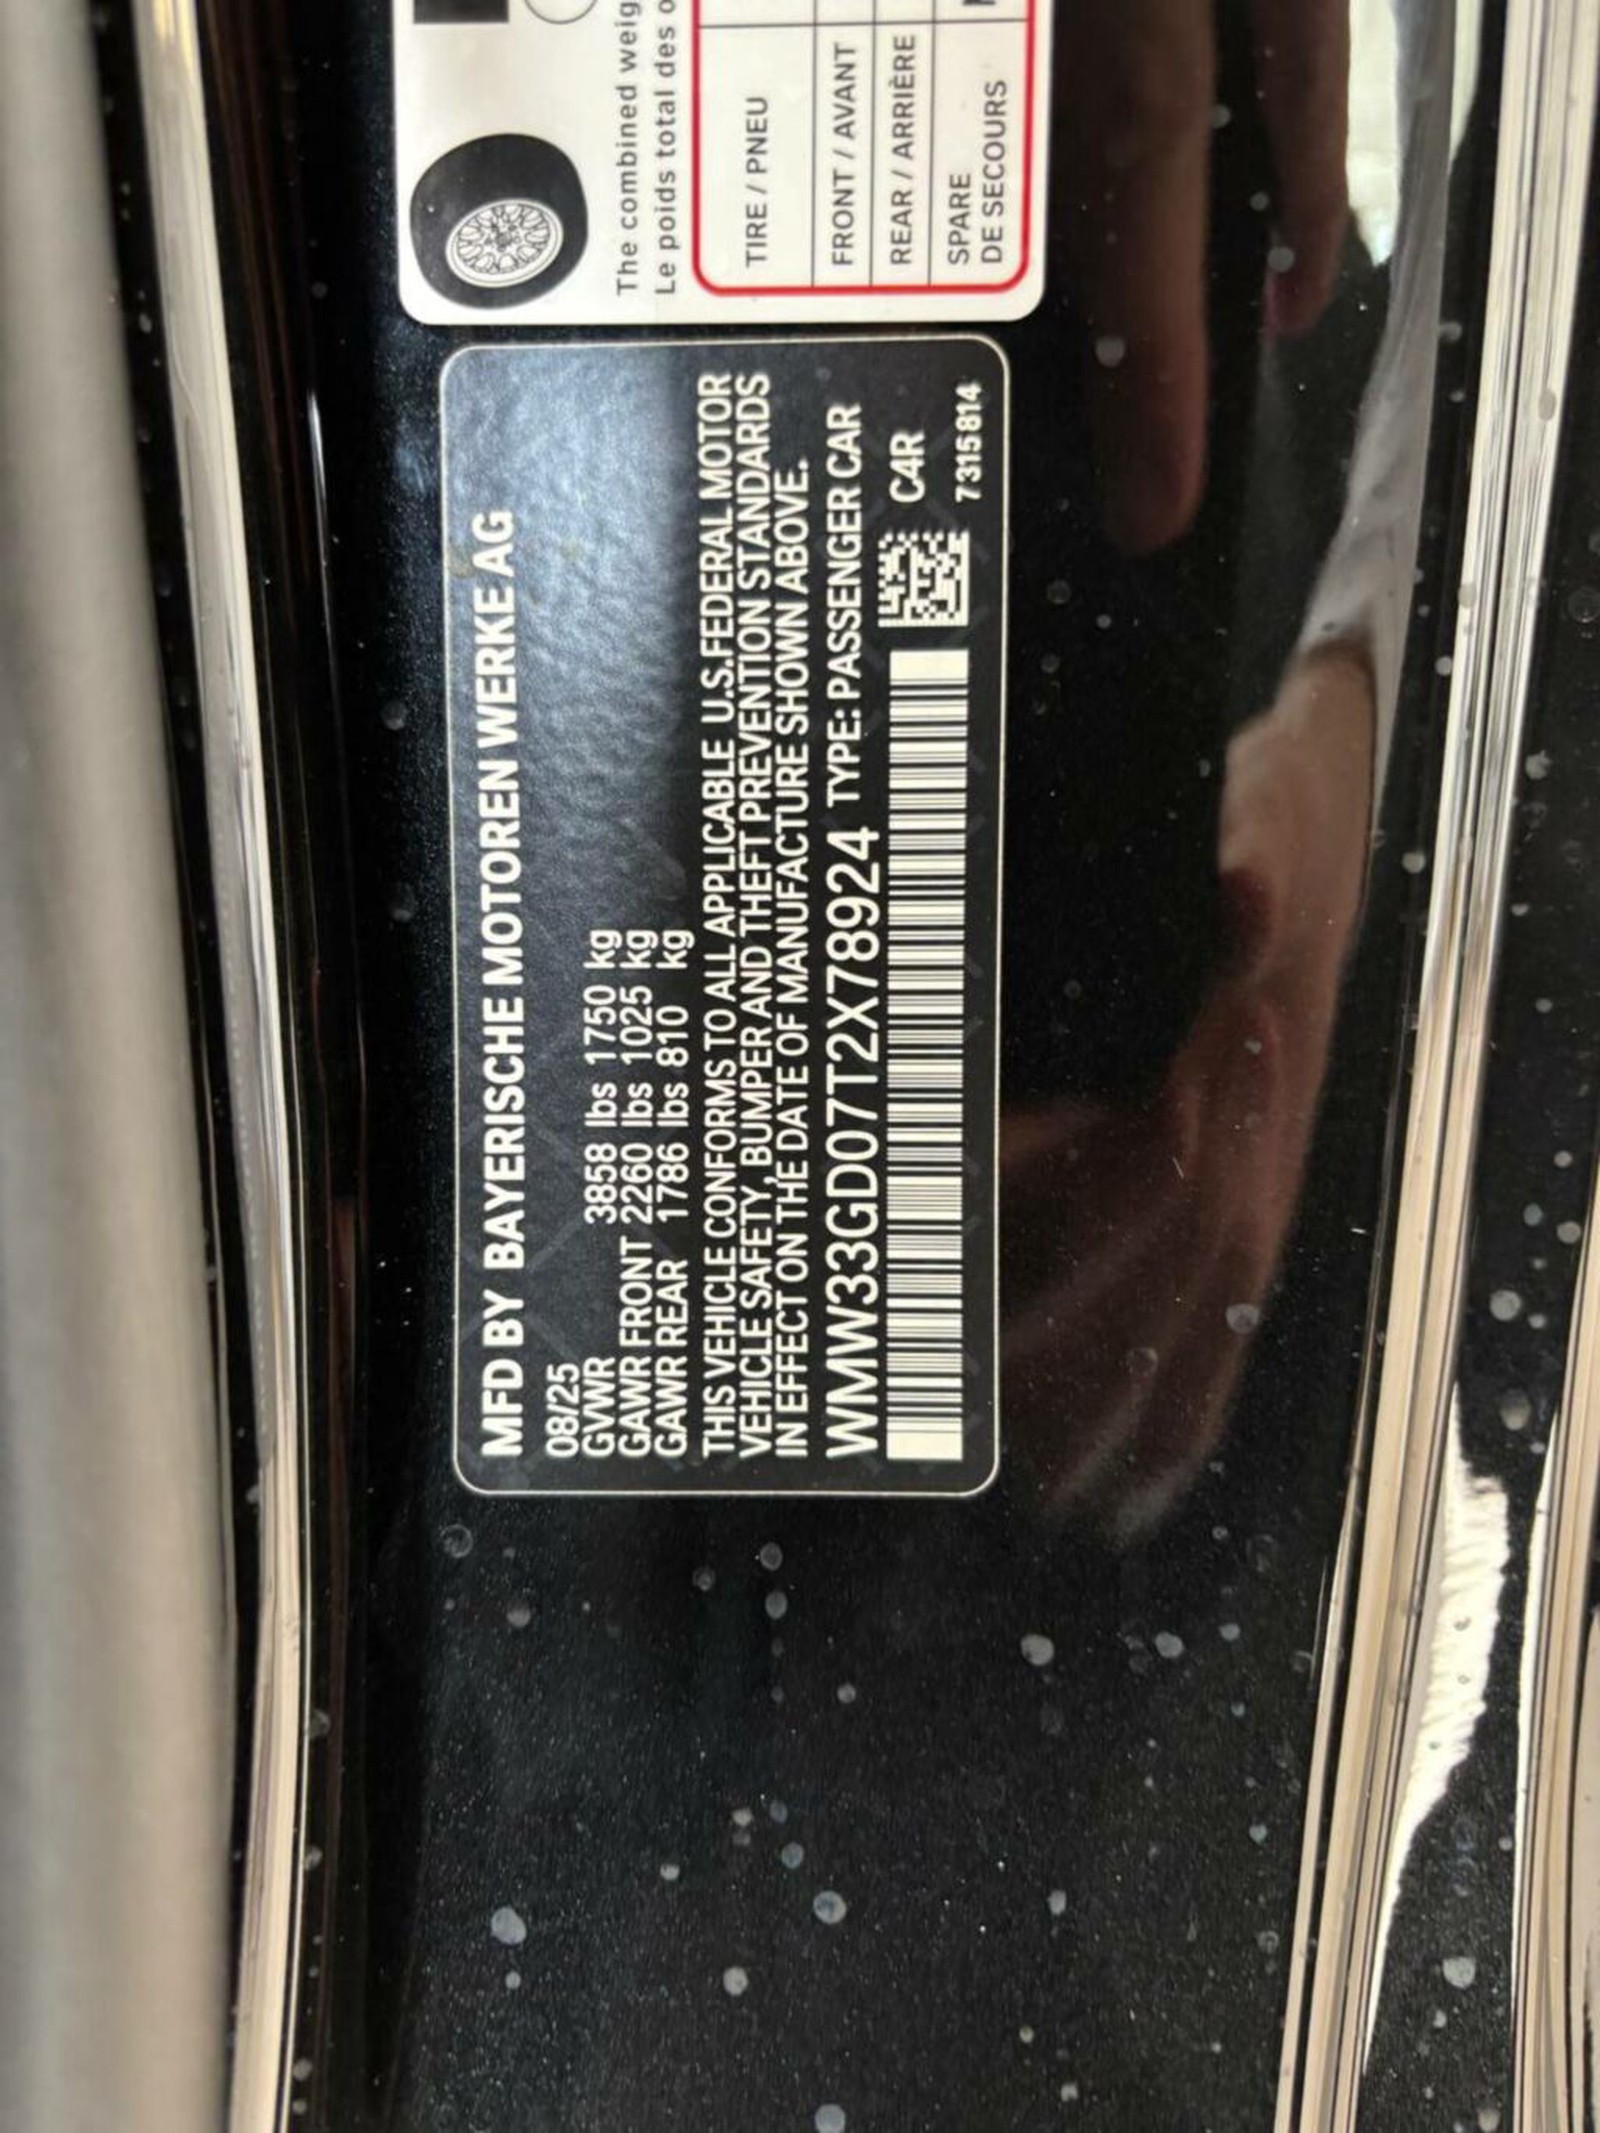 MFD BY BAYERISCHE MOTOREN WERKE AG
08/25
GVWR 3858 lbs 1750 kg
GAWR FRONT 2260 lbs 1025 kg
GAWR REAR 1786 lbs 810 kg
THIS VEHICLE CONFORMS TO ALL APPLICABLE U.S.FEDERAL MOTOR
VEHICLE SAFETY, BUMPER AND THEFT PREVENTION STANDARDS
IN EFFECT ON THE DATE OF MANUFACTURE SHOWN ABOVE.
WMW33GD07T2X78924 TYPE: PASSENGER CAR
C4R
7315814
The combined
Le poids total des
TIRE / PNEU
FRONT / AVANT
REAR / ARRIÈRE
SPARE
DE SECOURS